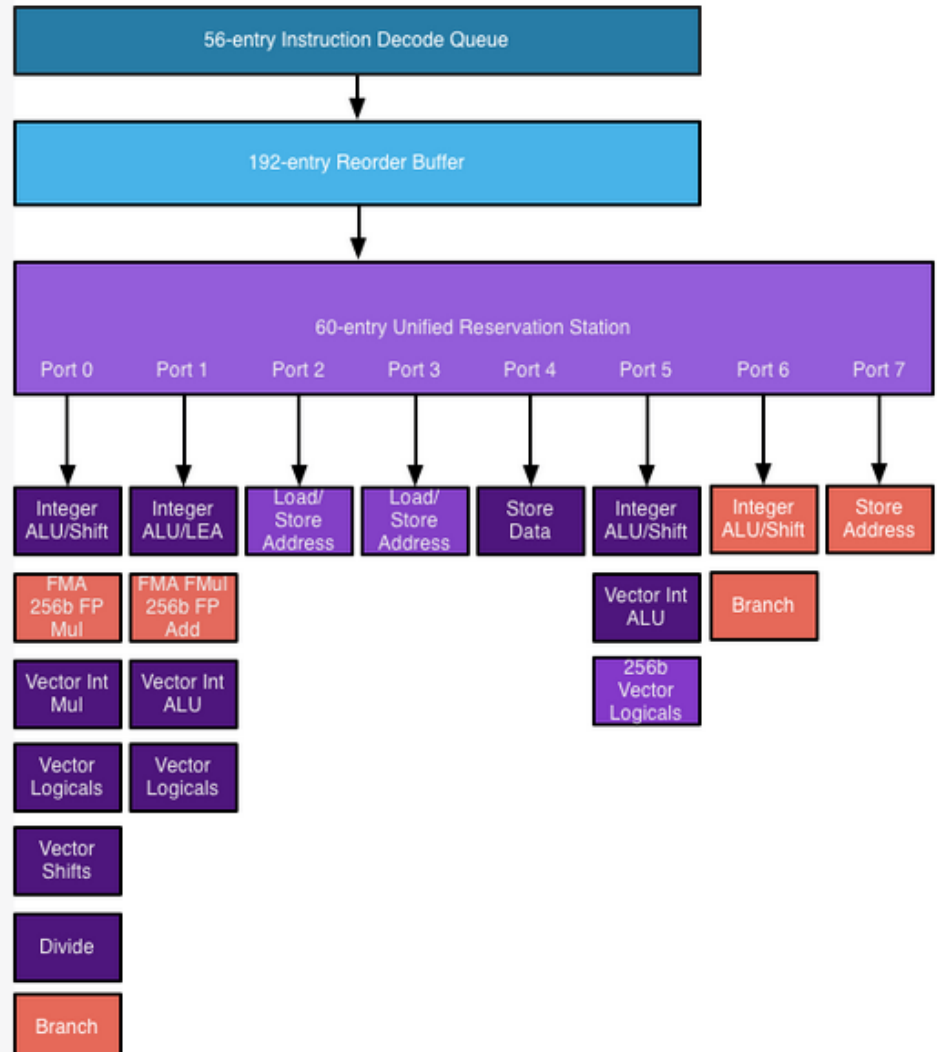 56-entry Instruction Decode Queue
192-entry Reorder Buffer
60-entry Unified Reservation Station
Port 0 Port 1 Port 2 Port 3 Port 4 Port 5 Port 6 Port 7
Integer
ALU/Shift
Integer
ALU/LEA
Load/
Store
Address
Load/
Store
Address
Store
Data
Integer
ALU/Shift
Integer
ALU/Shift
Store
Address
FMA
256b FP
Mul
FMA FMul
256b FP
Add
Vector Int
ALU
Branch
Vector Int
Mul
Vector Int
ALU
256b
Vector
Logicals
Vector
Logicals
Vector
Logicals
Vector
Shifts
Divide
Branch